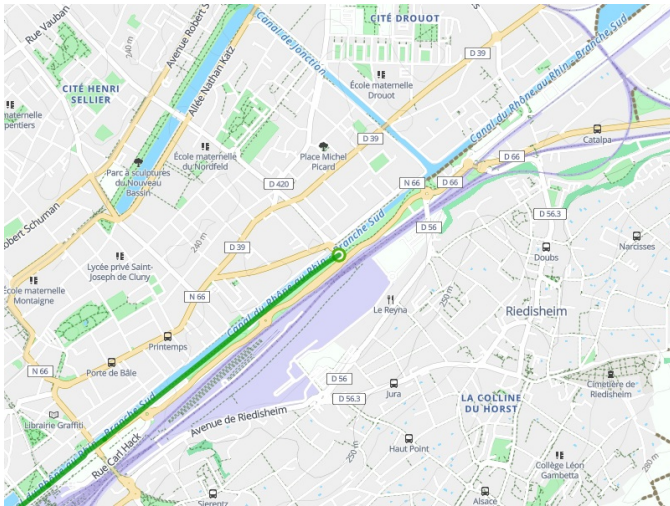 Rue Vauban
240 m
Avenue Robert S
CITÉ DROUOT
Canal de Jonction
D 39
Canal du Rhône au Rhin - Branche Sud
CITÉ HENRI
SELLIER
Allée Nathan Katz
École maternelle
Drouot
maternelle
pentiers
D 39
Catalpa
École maternelle
du Nordfeld
Place Michel
Picard
D 66
Parc à sculptures
du Nouveau
Bassin
D 420
N 66
D 66
D 56.3
obert Schuman
D 56
240 m
D 39
Branche Sud
Doubs
Narcisses
Lycée privé Saint-
Joseph de Cluny
École maternelle
Montaigne
N 66
250 m
Le Reyna
Riedisheim
Canal du Rhône au Rhin
Printemps
N 66
Porte de Bâle
D 56
Jura
D 56.3
Cimetière de
Riedisheim
LA COLLINE
DU HORST
Librairie Graffiti
Avenue de Riedisheim
Rue Carl Hack
Haut Point
250 m
Collège Léon
Gambetta
280 m
Sierentz
Alsace